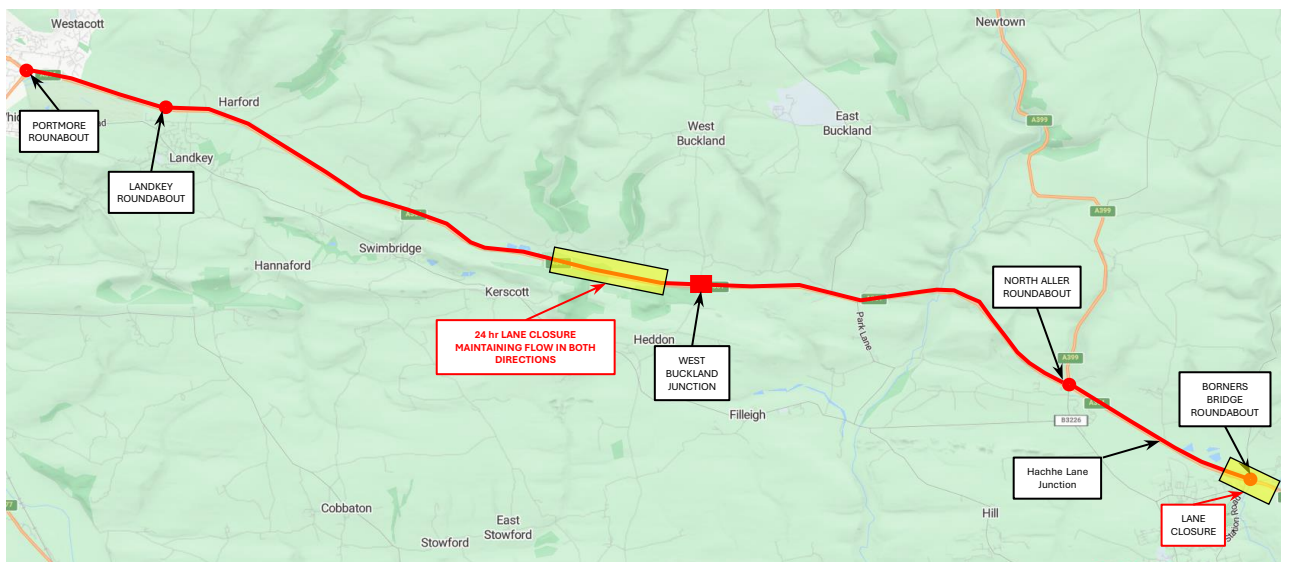 Westacott
Newtown
PORTMORE
ROUNABOUT
Harford
A399
West
Buckland
East
Buckland
Landkey
LANDKEY
ROUNDABOUT
A399
Swimbridge
Hannaford
Kerscott
NORTH ALLER
ROUNDABOUT
24 hr LANE CLOSURE
MAINTAINING FLOW IN BOTH
DIRECTIONS
Heddon
Park Lane
WEST
BUCKLAND
JUNCTION
A399
BORNERS
BRIDGE
ROUNDABOUT
Filleigh
B3226
Hachhe Lane
Junction
Cobbaton
East
Stowford
Stowford
Hill
LANE
CLOSURE
Station Road